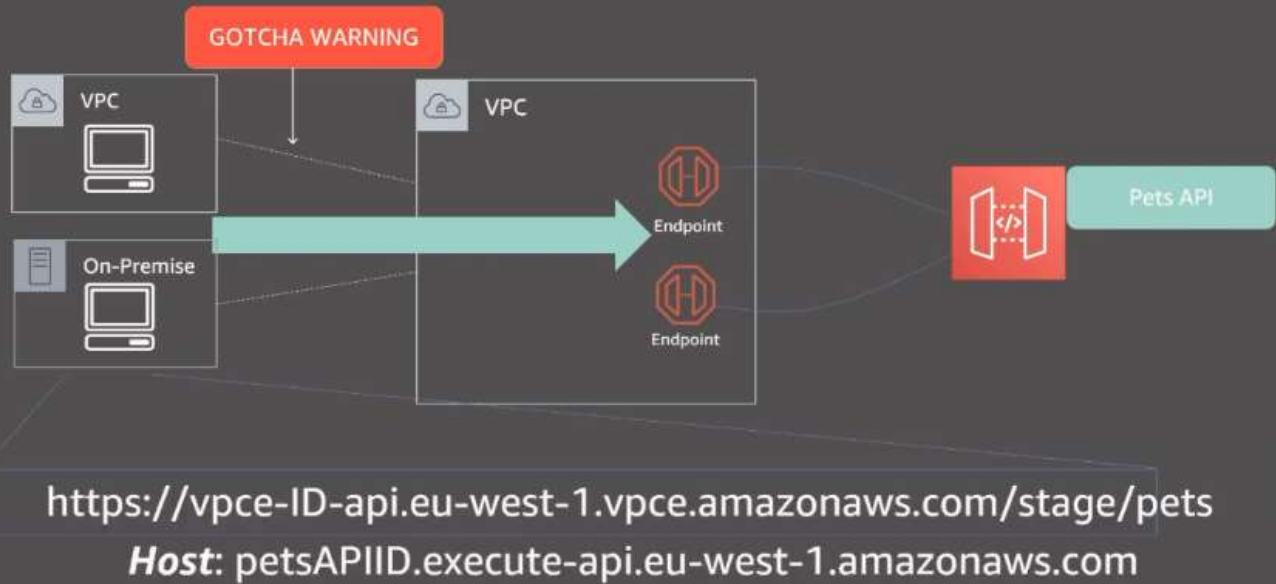 GOTCHA WARNING
VPC
VPC
Endpoint
Pets API
On-Premise
Endpoint
https://vpce-ID-api.eu-west-1.vpce.amazonaws.com/stage/pets
Host: petsAPIID.execute-api.eu-west-1.amazonaws.com